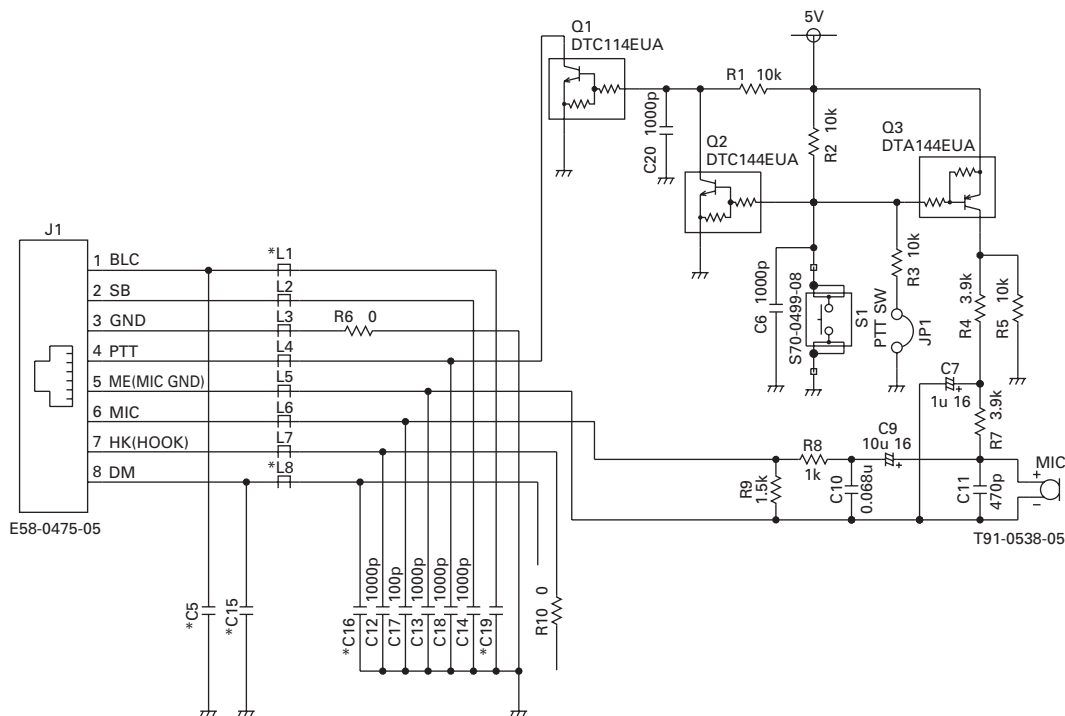 Q1
DTC114EUA
5V
R1 10k
C20 1000p
R2 10k
Q2
DTC144EUA
Q3
DTA144EUA
J1
1 BLC
*L1
2 SB
L2
3 GND
L3
R6 0
4 PTT
L4
5 ME(MIC GND)
L5
6 MIC
L6
7 HK(HOOK)
L7
8 DM
*L8
E58-0475-05
C6 1000p
S70-0499-08
S1
PTT SW
R3 10k
JP1
R4 3.9k
R5 10k
C7
1u 16
R7 3.9k
C9
10u 16
R8
1k
R9
1.5k
C10
0.068u
C11
470p
MIC
+
−
T91-0538-05
*C5
*C15
*C16
C12 1000p
C17 100p
C13 1000p
C18 1000p
C14 1000p
*C19
R10 0